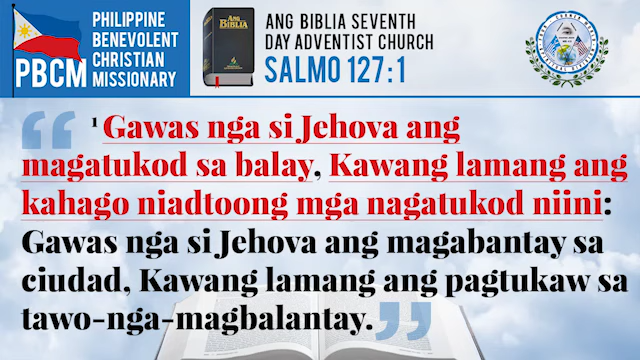 PHILIPPINE
BENEVOLENT
CHRISTIAN
MISSIONARY
PBCM
ANG BIBLIA SEVENTH
DAY ADVENTIST CHURCH
SALMO 127:1
ANG
BIBLIA
“ 1 Gawas nga si Jehova ang
magatukod sa balay, Kawang lamang ang
kahago niadtoong mga nagatukod niini:
Gawas nga si Jehova ang magabantay sa
ciudad, Kawang lamang ang pagtukaw sa
tawo-nga-magbalantay.”